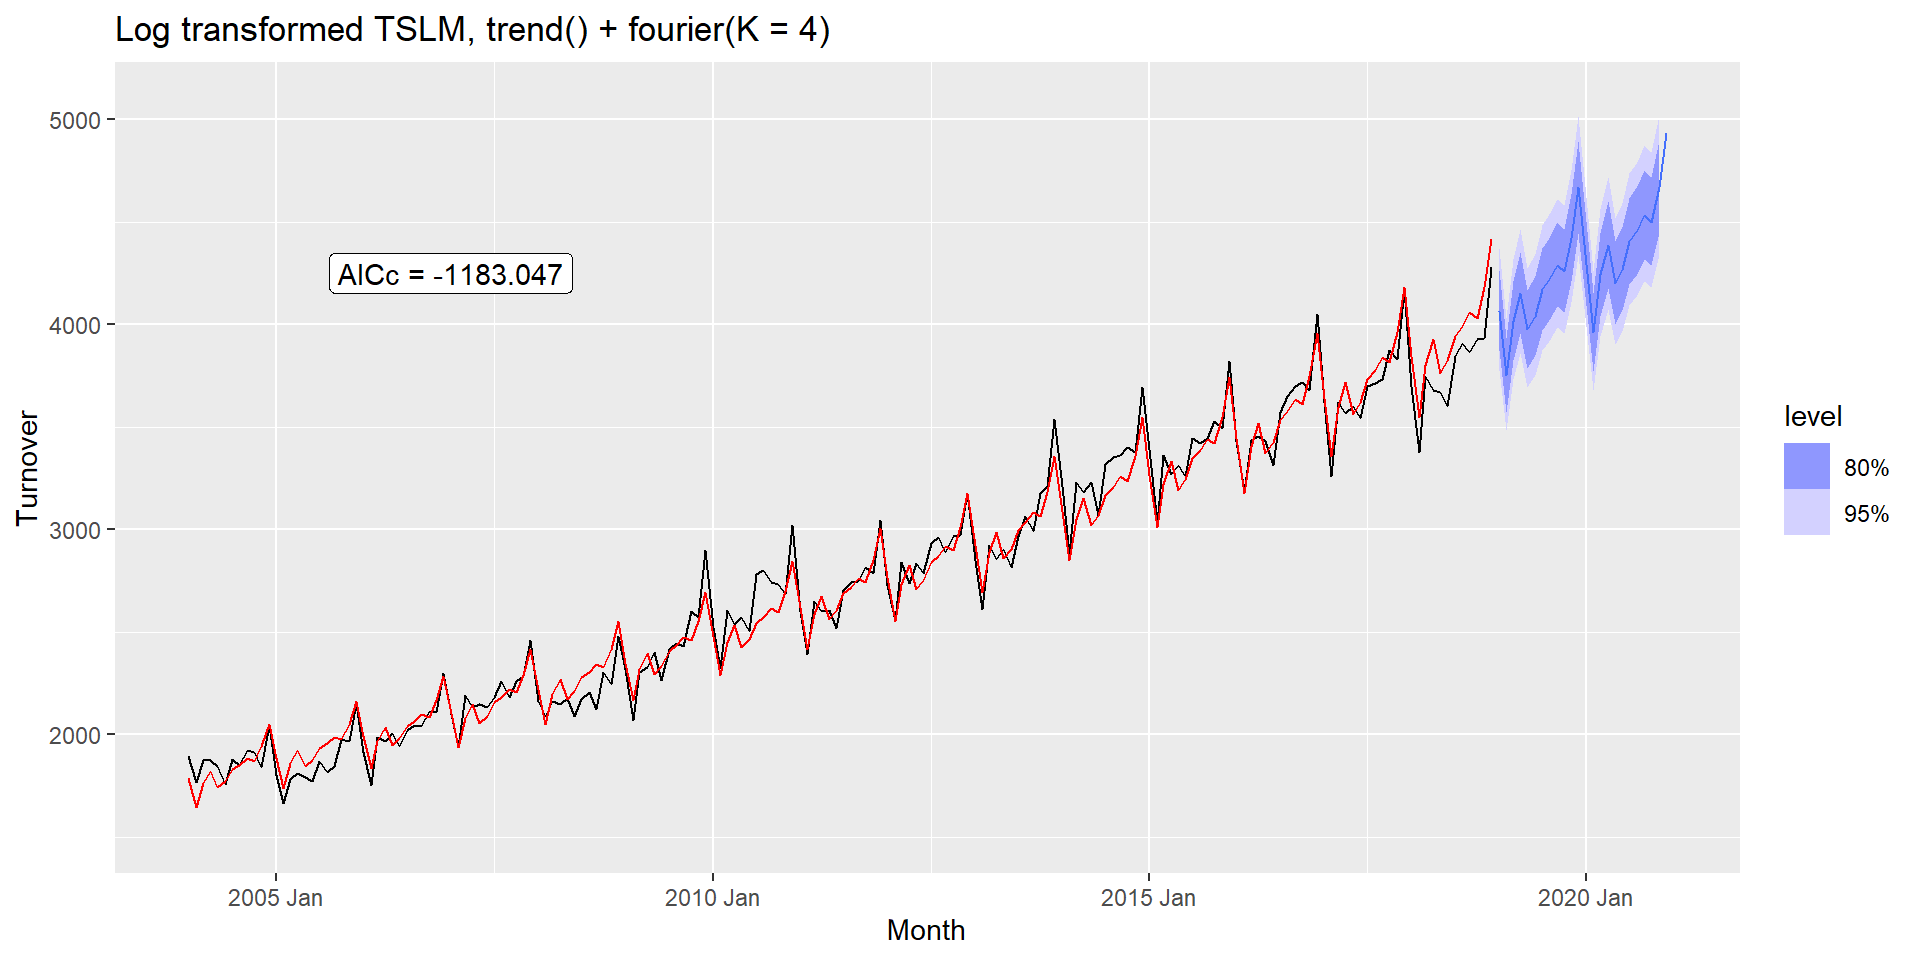 Log transformed TSLM, trend() + fourier(K = 4)
5000
4000
3000
2000
Turnover
AICc = -1183.047
level
80%
95%
2005 Jan
2010 Jan
2015 Jan
2020 Jan
Month